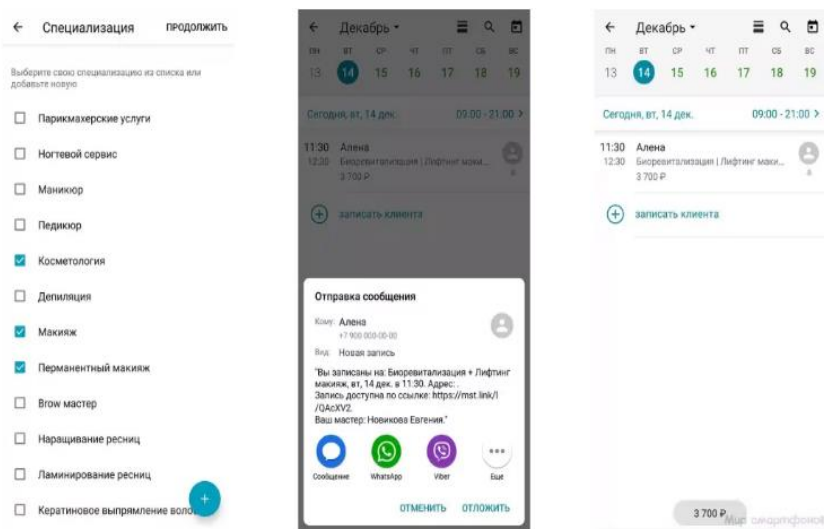 Специализация
ПРОДОЛЖИТЬ
Выберите свою специализацию из списка или
добавьте новую
Парикмахерские услуги
Ногтевой сервис
Маникюр
Педикюр
Косметология
Депиляция
Макияж
Перманентный макияж
Brow мастер
Наращивание ресниц
Ламинирование ресниц
Кератиновое выпрямление воло
Декабрь
ПН ВТ СР ЧТ ПТ СБ ВС
13 14 15 16 17 18 19
Сегодня, вт, 14 дек. 09:00 - 21:00 >
11:30 Алена
12:30 Биоревитализация | Лифтинг маки...
3 700 ₽
записать клиента
Отправка сообщения
Кому: Алена
+7 900 000-00-00
Вид: Новая запись
"Вы записаны на: Биоревитализация + Лифтинг
макияж, вт, 14 дек. в 11:30. Адрес: .
Запись доступна по ссылке: https://mst.link/l
/QAcXV2.
Ваш мастер: Новикова Евгения."
Сообщение WhatsApp Viber Еще
ОТМЕНИТЬ ОТЛОЖИТЬ
Декабрь
ПН ВТ СР ЧТ ПТ СБ ВС
13 14 15 16 17 18 19
Сегодня, вт, 14 дек. 09:00 - 21:00 >
11:30 Алена
12:30 Биоревитализация | Лифтинг маки...
3 700 ₽
записать клиента
3 700 ₽
Мир смартфонов